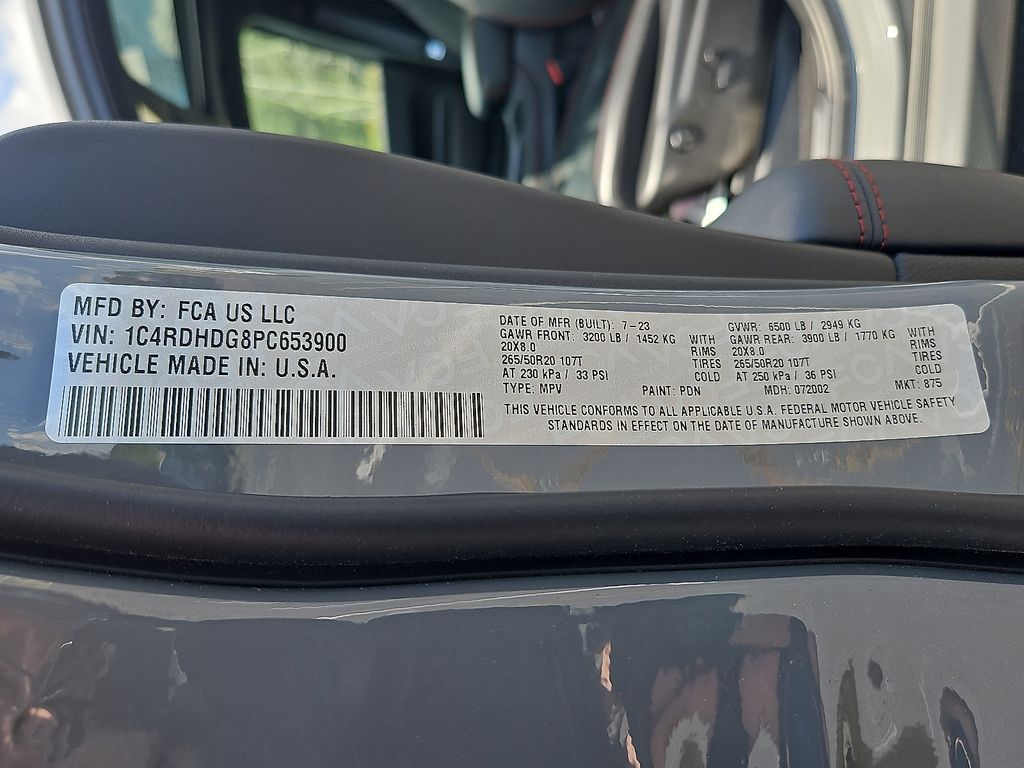 MFD BY: FCA US LLC
VIN: 1C4RDHDG8PC653900
VEHICLE MADE IN: U.S.A.
DATE OF MFR (BUILT): 7-23
GAWR FRONT: 3200 LB / 1452 KG WITH
20X8.0 RIMS
265/50R20 107T TIRES
AT 230 kPa / 33 PSI COLD
GVWR: 6500 LB / 2949 KG
GAWR REAR: 3900 LB / 1770 KG WITH
20X8.0 RIMS
265/50R20 107T TIRES
AT 250 kPa / 36 PSI COLD
TYPE: MPV PAINT: PDN MDH: 072002 MKT: 875
THIS VEHICLE CONFORMS TO ALL APPLICABLE U.S.A. FEDERAL MOTOR VEHICLE SAFETY
STANDARDS IN EFFECT ON THE DATE OF MANUFACTURE SHOWN ABOVE.